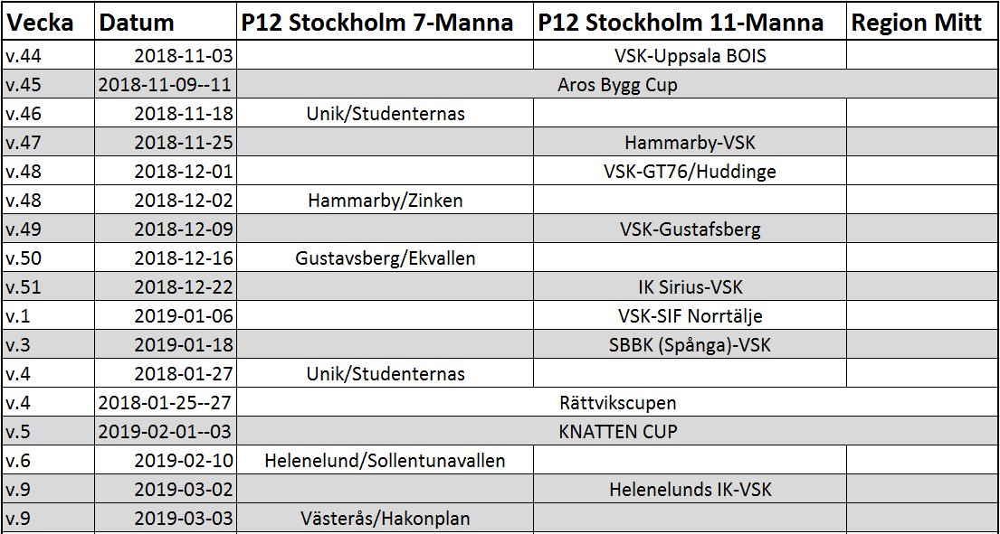 Vecka Datum P12 Stockholm 7-Manna P12 Stockholm 11-Manna Region Mitt
v.44 2018-11-03 VSK-Uppsala BOIS
v.45 2018-11-09--11 Aros Bygg Cup
v.46 2018-11-18 Unik/Studenternas
v.47 2018-11-25 Hammarby-VSK
v.48 2018-12-01 VSK-GT76/Huddinge
v.48 2018-12-02 Hammarby/Zinken
v.49 2018-12-09 VSK-Gustafsberg
v.50 2018-12-16 Gustavsberg/Ekvallen
v.51 2018-12-22 IK Sirius-VSK
v.1 2019-01-06 VSK-SIF Norrtälje
v.3 2019-01-18 SBBK (Spånga)-VSK
v.4 2018-01-27 Unik/Studenternas
v.4 2018-01-25--27 Rättvikscupen
v.5 2019-02-01--03 KNATTEN CUP
v.6 2019-02-10 Helenelund/Sollentunavallen
v.9 2019-03-02 Helenelunds IK-VSK
v.9 2019-03-03 Västerås/Hakonplan